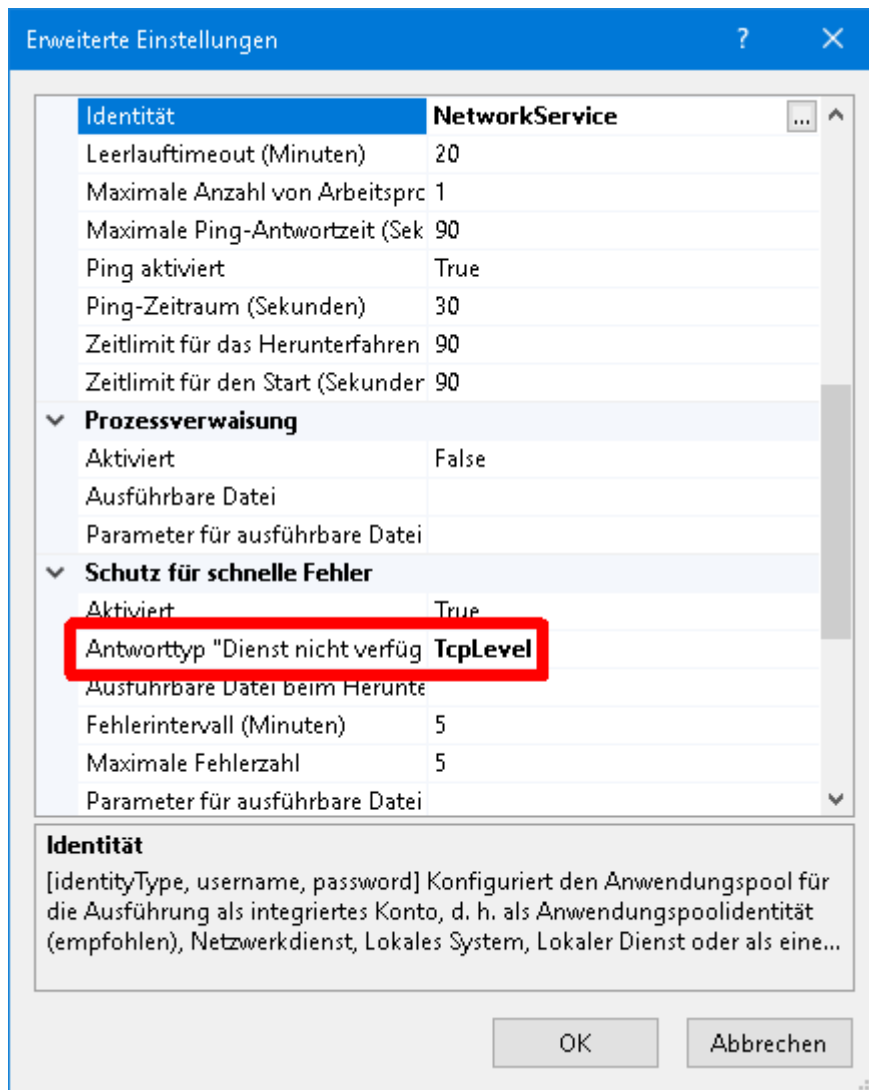 Erweiterte Einstellungen
Identität NetworkService ...
Leerlauftimeout (Minuten) 20
Maximale Anzahl von Arbeitsprc 1
Maximale Ping-Antwortzeit (Sek 90
Ping aktiviert True
Ping-Zeitraum (Sekunden) 30
Zeitlimit für das Herunterfahren 90
Zeitlimit für den Start (Sekunder 90
Prozessverwaisung
Aktiviert False
Ausführbare Datei
Parameter für ausführbare Datei
Schutz für schnelle Fehler
Aktiviert True
Antworttyp "Dienst nicht verfüg TcpLevel
Ausführbare Datei beim Herunte
Fehlerintervall (Minuten) 5
Maximale Fehlerzahl 5
Parameter für ausführbare Datei
Identität
[identityType, username, password] Konfiguriert den Anwendungspool für
die Ausführung als integriertes Konto, d. h. als Anwendungspoolidentität
(empfohlen), Netzwerkdienst, Lokales System, Lokaler Dienst oder als eine...
OK Abbrechen